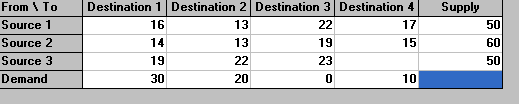 From \ To Destination 1 Destination 2 Destination 3 Destination 4 Supply
Source 1 16 13 22 17 50
Source 2 14 13 19 15 60
Source 3 19 22 23 50
Demand 30 20 0 10